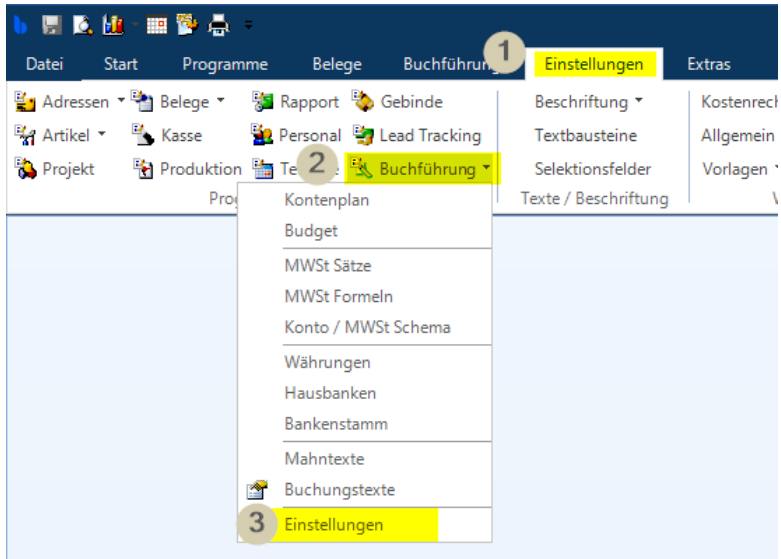 Datei Start Programme Belege Buchführung 1 Einstellungen Extras
Adressen Belege Rapport Gebinde Beschriftung
Artikel Kasse Personal Lead Tracking Textbausteine Allgemein
Projekt Produktion 2 Buchführung Selektionsfelder Vorlagen
Texte / Beschriftung
Kontenplan
Budget
MWSt Sätze
MWSt Formeln
Konto / MWSt Schema
Währungen
Hausbanken
Bankenstamm
Mahntexte
Buchungstexte
3 Einstellungen